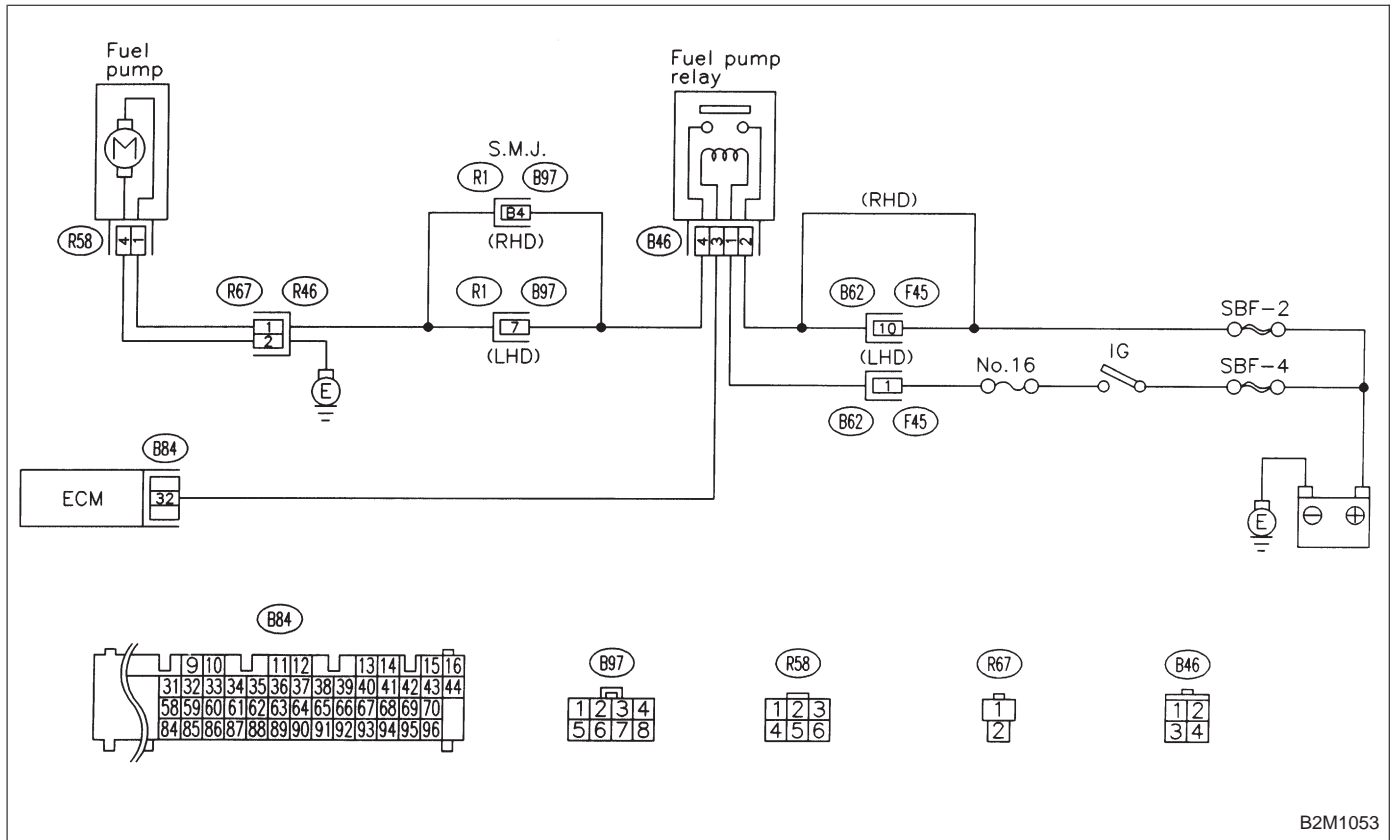 Fuel
pump
Fuel pump
relay
M
S.M.J.
R1 B97
B4
(RHD)
(RHD)
R58
4 1
B46
4 3 1 2
R67 R46
R1 B97
B62 F45
SBF-2
1
2
7
10
(LHD)
(LHD)
No.16
IG
SBF-4
1
E
B62 F45
B84
ECM
32
E
⊖ ⊕
B84
9 10 11 12 13 14 15 16
31 32 33 34 35 36 37 38 39 40 41 42 43 44
58 59 60 61 62 63 64 65 66 67 68 69 70
84 85 86 87 88 89 90 91 92 93 94 95 96
B97
1 2 3 4
5 6 7 8
R58
1 2 3
4 5 6
R67
1
2
B46
1 2
3 4
B2M1053